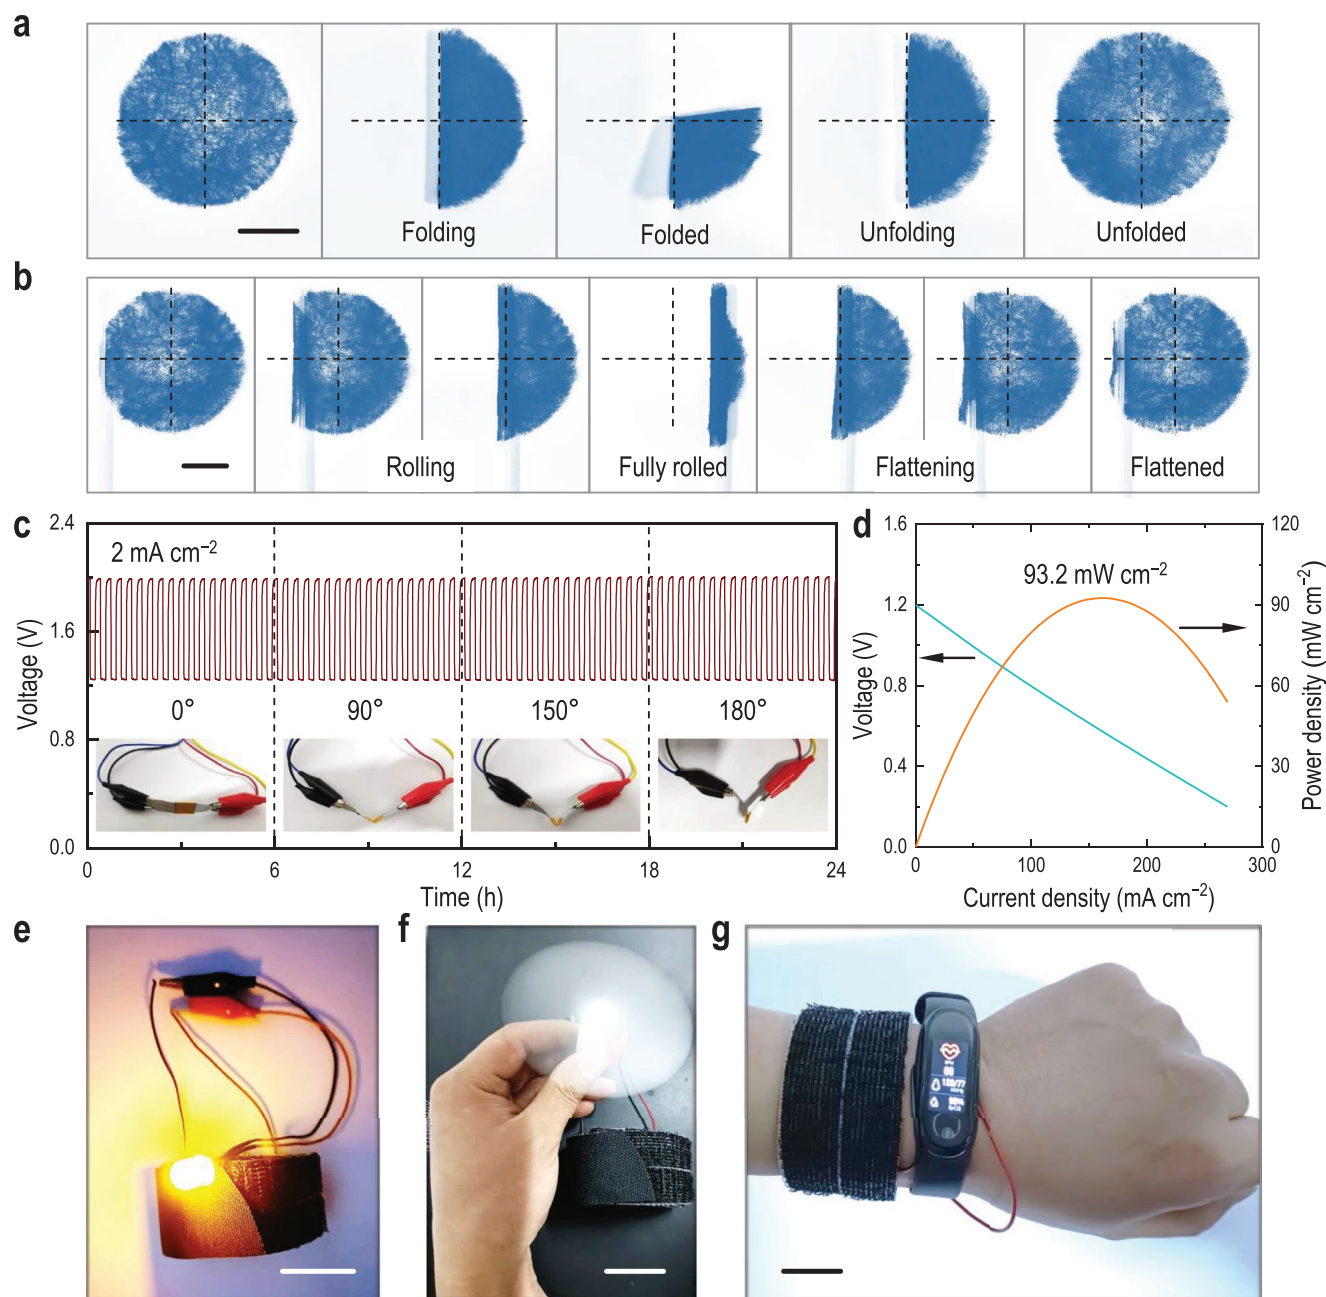 a
Folding
Folded
Unfolding
Unfolded
b
Rolling
Fully rolled
Flattening
Flattened
c
2.4
1.6
0.8
0.0
Voltage (V)
2 mA cm⁻²
0°
90°
150°
180°
0
6
12
18
24
Time (h)
d
1.6
1.2
0.8
0.4
0.0
Voltage (V)
93.2 mW cm⁻²
120
90
60
30
0
Power density (mW cm⁻²)
0
100
200
300
Current density (mA cm⁻²)
e
f
g